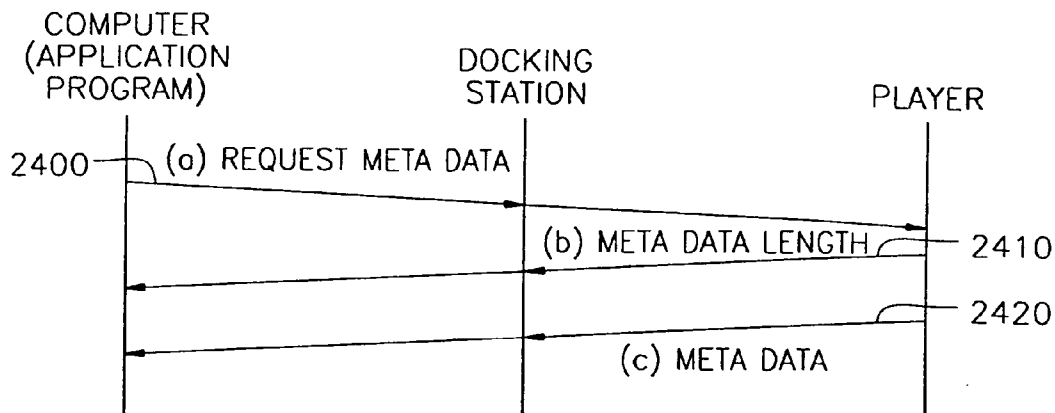 COMPUTER
(APPLICATION
PROGRAM)
DOCKING
STATION
PLAYER
2400
(a) REQUEST META DATA
(b) META DATA LENGTH
2410
2420
(c) META DATA